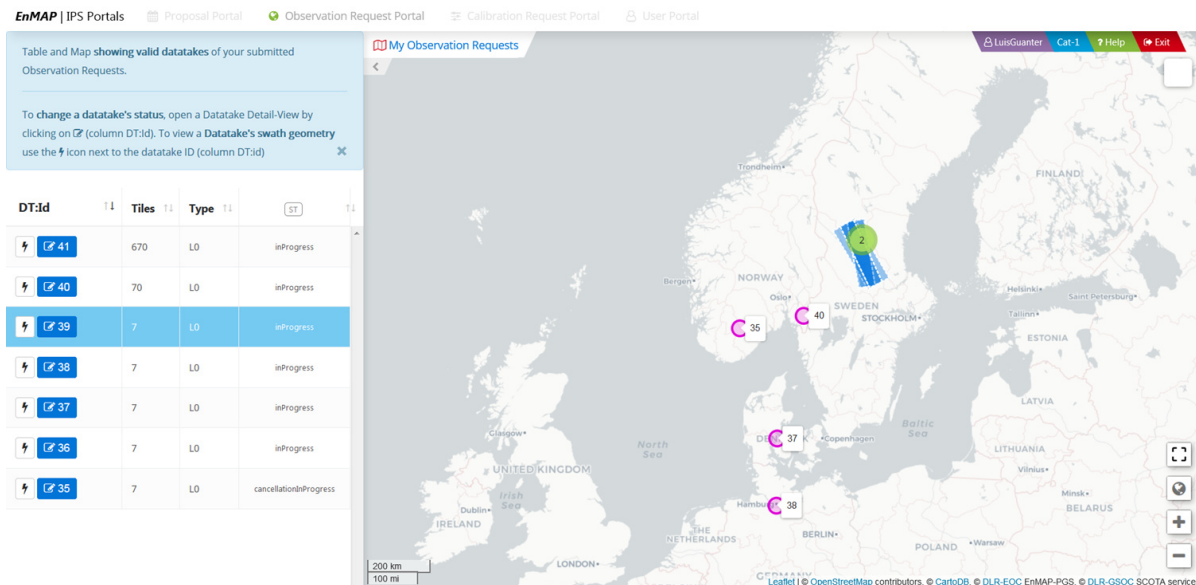 EnMAP | IPS Portals
Proposal Portal
Observation Request Portal
Calibration Request Portal
User Portal
Table and Map showing valid datatakes of your submitted
Observation Requests.
To change a datatake's status, open a Datatake Detail-View by
clicking on (column DT:Id). To view a Datatake's swath geometry
use the icon next to the datatake ID (column DT:id)
DT:Id Tiles Type ST
41 670 L0 inProgress
40 70 L0 inProgress
39 7 L0 inProgress
38 7 L0 inProgress
37 7 L0 inProgress
36 7 L0 inProgress
35 7 L0 cancellationInProgress
My Observation Requests
LuisGuanter
Cat-1
? Help
Exit
Trondheim
FINLAND
2
Bergen
NORWAY
Oslo
SWEDEN
STOCKHOLM
Helsinki
Saint Petersburg
Tallinn
ESTONIA
40
35
LATVIA
Baltic
Sea
Glasgow
North
Sea
DEN K
37
Copenhagen
LITHUANIA
Vilnius
UNITED KINGDOM
Irish
Sea
Dublin
IRELAND
Hamburg
38
Minsk
BELARUS
THE
NETHERLANDS
BERLIN
POLAND
Warsaw
LONDON
GERMANY
200 km
100 mi
Leaflet | © OpenStreetMap contributors, © CartoDB, © DLR-EOC EnMAP-PGS, © DLR-GSOC SCOTA servic